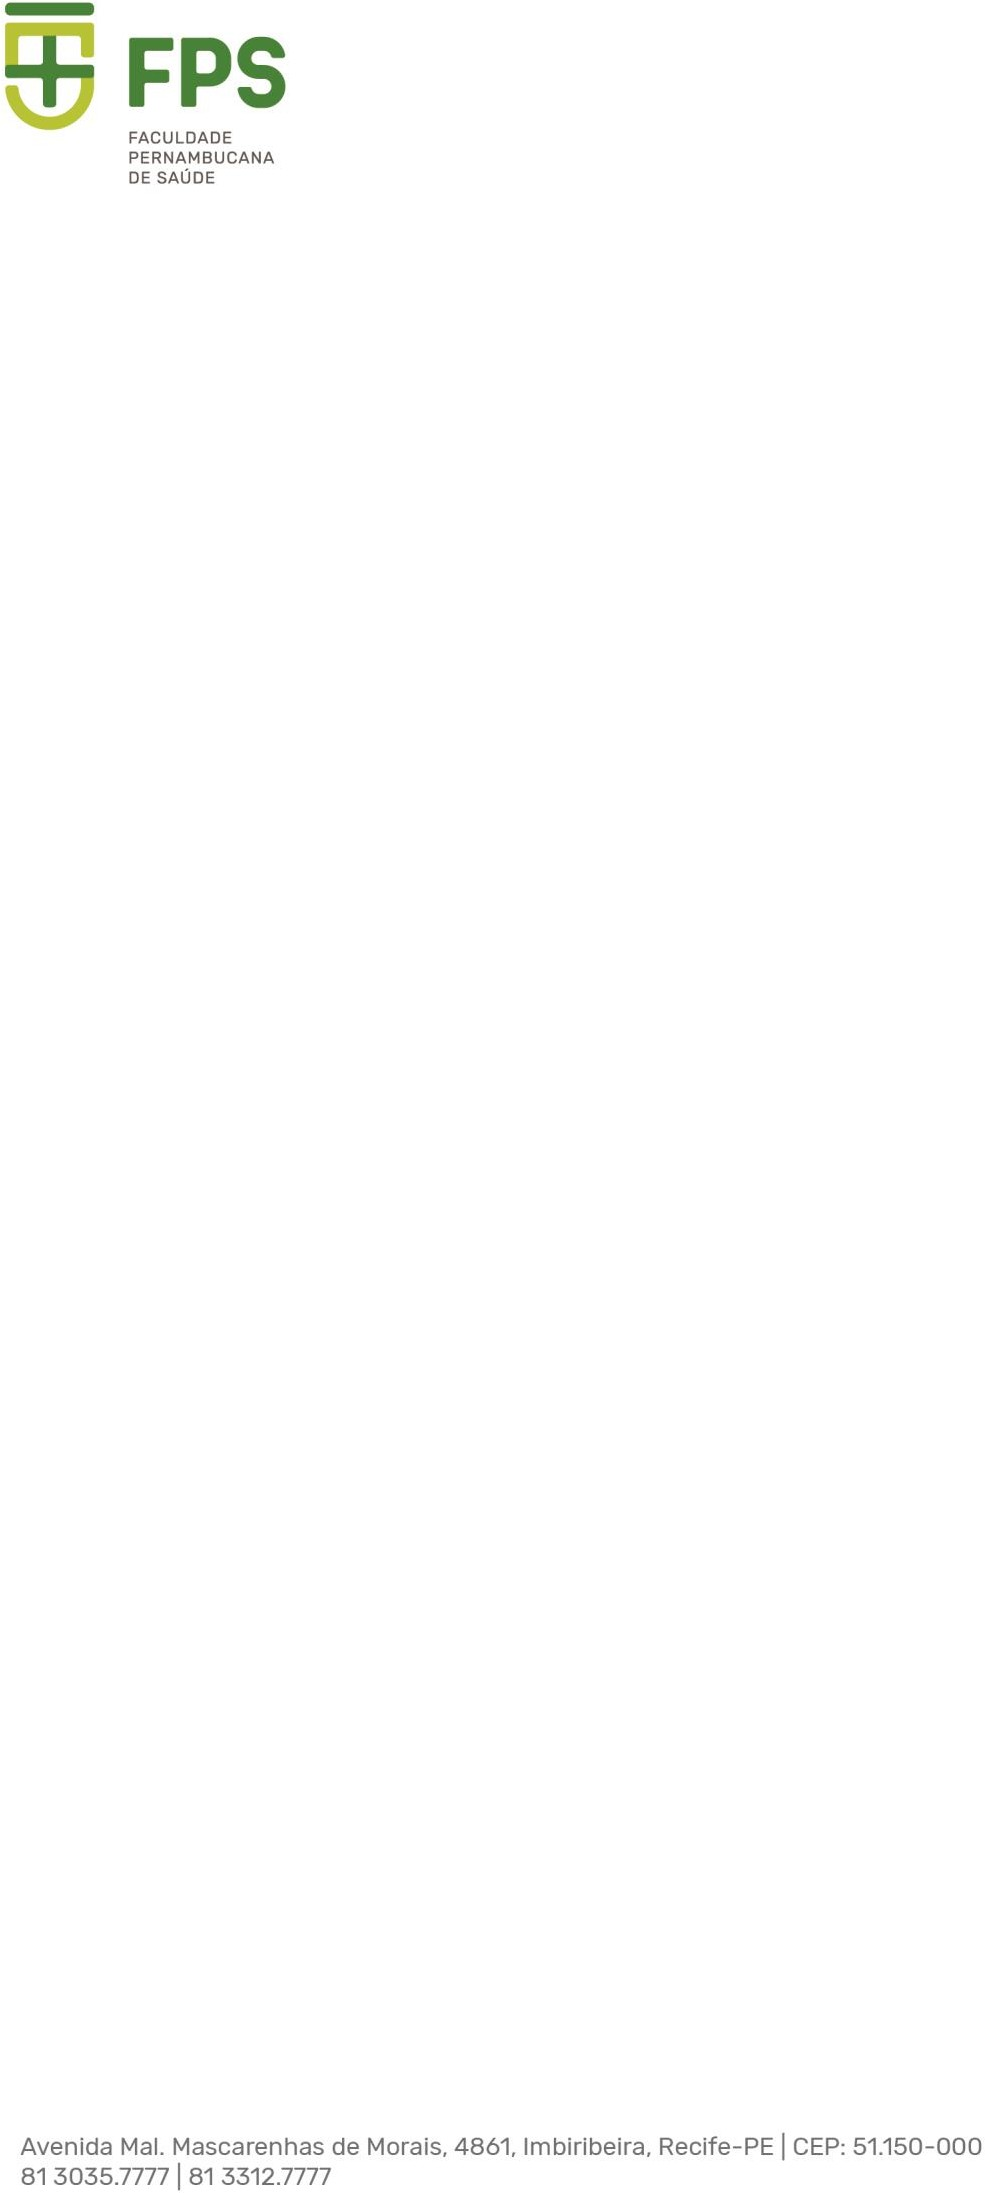 FPS
FACULDADE
PERNAMBUCANA
DE SAÚDE
Avenida Mal. Mascarenhas de Morais, 4861, Imbiribeira, Recife-PE | CEP: 51.150-000
81 3035.7777 | 81 3312.7777